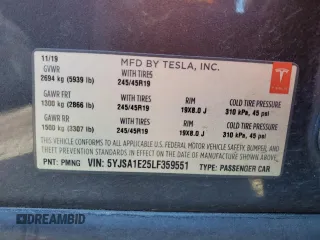 11/19 MFD BY TESLA, INC. TESLA
GVWR WITH TIRES
2694 kg (5939 lb) 245/45R19
GAWR FRT WITH TIRES RIM COLD TIRE PRESSURE
1300 kg (2866 lb) 245/45R19 19X8.0 J 310 kPa, 45 psi
GAWR RR WITH TIRES RIM COLD TIRE PRESSURE
1500 kg (3307 lb) 245/45R19 19X8.0 J 310 kPa, 45 psi
THIS VEHICLE CONFORMS TO ALL APPLICABLE U.S. FEDERAL MOTOR VEHICLE
SAFETY, BUMPER, AND THEFT PREVENTION STANDARDS IN EFFECT ON THE DATE
OF MANUFACTURE SHOWN ABOVE.
PNT: PMNG VIN: 5YJSA1E25LF359551 TYPE: PASSENGER CAR
DREAMBID